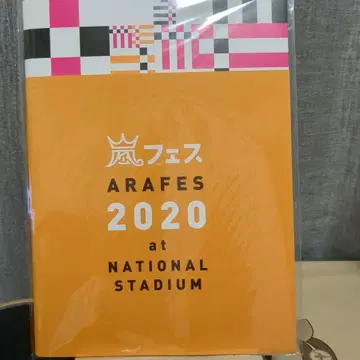 嵐フェス
ARAFES
2020
at
NATIONAL
STADIUM